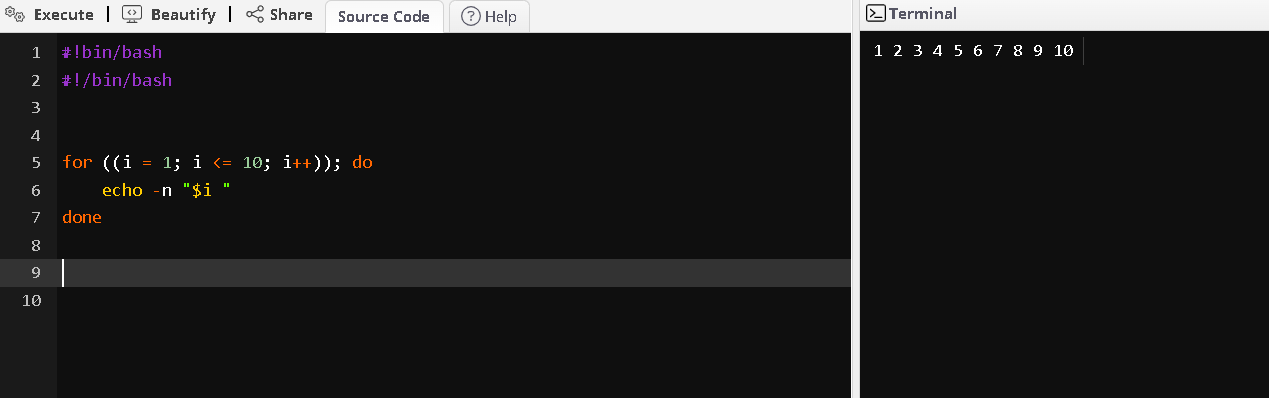 Execute | Beautify | Share Source Code Help
1 #!bin/bash
2 #!/bin/bash
3
4
5 for ((i = 1; i <= 10; i++)); do
6     echo -n "$i "
7 done
8
9
10
Terminal
1 2 3 4 5 6 7 8 9 10